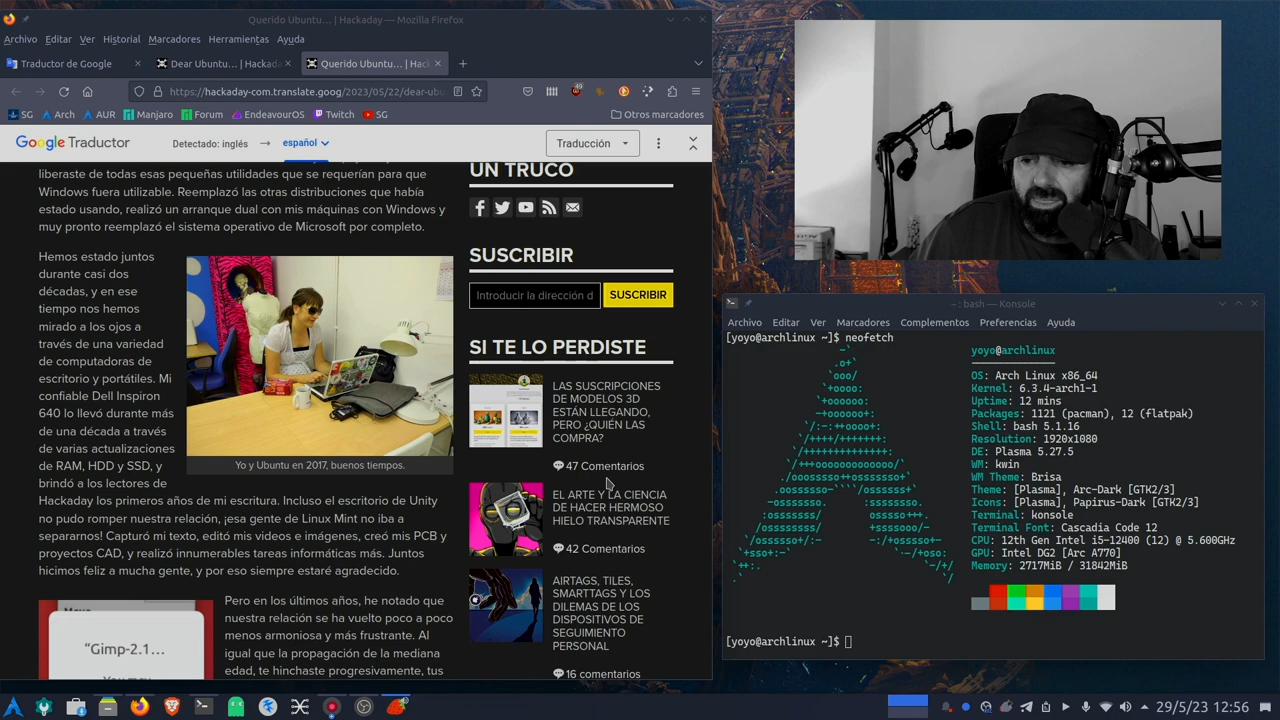 Querido Ubuntu… | Hackaday — Mozilla Firefox
Archivo Editar Ver Historial Marcadores Herramientas Ayuda
Traductor de Google
Dear Ubuntu… | Hackada
Querido Ubuntu… | Hack
https://hackaday-com.translate.goog/2023/05/22/dear-ubu
49
SG Arch AUR Manjaro Forum EndeavourOS Twitch SG Otros marcadores
Google Traductor Detectado: inglés → español Traducción
liberaste de todas esas pequeñas utilidades que se requerían para que
Windows fuera utilizable. Reemplazó las otras distribuciones que había
estado usando, realizó un arranque dual con mis máquinas con Windows y
muy pronto reemplazó el sistema operativo de Microsoft por completo.
Hemos estado juntos
durante casi dos
décadas, y en ese
tiempo nos hemos
mirado a los ojos a
través de una variedad
de computadoras de
escritorio y portátiles. Mi
confiable Dell Inspiron
640 lo llevó durante más
de una década a través
de varias actualizaciones
de RAM, HDD y SSD, y
brindó a los lectores de
Hackaday los primeros años de mi escritura. Incluso el escritorio de Unity
no pudo romper nuestra relación, ¡esa gente de Linux Mint no iba a
separarnos! Capturó mi texto, editó mis videos e imágenes, creó mis PCB y
proyectos CAD, y realizó innumerables tareas informáticas más. Juntos
hicimos feliz a mucha gente, y por eso siempre estaré agradecido.
Yo y Ubuntu en 2017, buenos tiempos.
“Gimp-2.1…
Pero en los últimos años, he notado que
nuestra relación se ha vuelto poco a poco
menos armoniosa y más frustrante. Al
igual que la propagación de la mediana
edad, te hinchaste progresivamente, tus
UN TRUCO
SUSCRIBIR
Introducir la dirección d
SUSCRIBIR
SI TE LO PERDISTE
LAS SUSCRIPCIONES
DE MODELOS 3D
ESTÁN LLEGANDO,
PERO ¿QUIÉN LAS
COMPRA?
47 Comentarios
EL ARTE Y LA CIENCIA
DE HACER HERMOSO
HIELO TRANSPARENTE
42 Comentarios
AIRTAGS, TILES,
SMARTTAGS Y LOS
DILEMAS DE LOS
DISPOSITIVOS DE
SEGUIMIENTO
PERSONAL
16 comentarios
~ : bash — Konsole
Archivo Editar Ver Marcadores Complementos Preferencias Ayuda
[yoyo@archlinux ~]$ neofetch
yoyo@archlinux
OS: Arch Linux x86_64
Kernel: 6.3.4-arch1-1
Uptime: 12 mins
Packages: 1121 (pacman), 12 (flatpak)
Shell: bash 5.1.16
Resolution: 1920x1080
DE: Plasma 5.27.5
WM: kwin
WM Theme: Brisa
Theme: [Plasma], Arc-Dark [GTK2/3]
Icons: [Plasma], Papirus-Dark [GTK2/3]
Terminal: konsole
Terminal Font: Cascadia Code 12
CPU: 12th Gen Intel i5-12400 (12) @ 5.600GHz
GPU: Intel DG2 [Arc A770]
Memory: 2717MiB / 31842MiB
[yoyo@archlinux ~]$
29/5/23 12:56